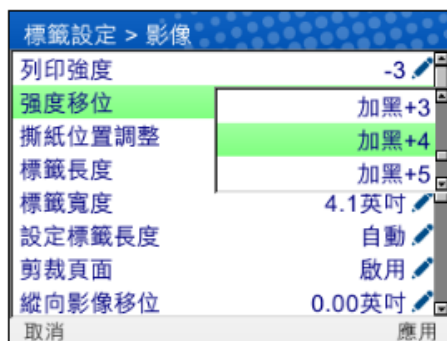 標籤設定 > 影像
列印強度 -3
强度移位 加黑+3
撕紙位置調整 加黑+4
標籤長度 加黑+5
標籤寬度 4.1英吋
設定標籤長度 自動
剪裁頁面 啟用
縱向影像移位 0.00英吋
取消 應用